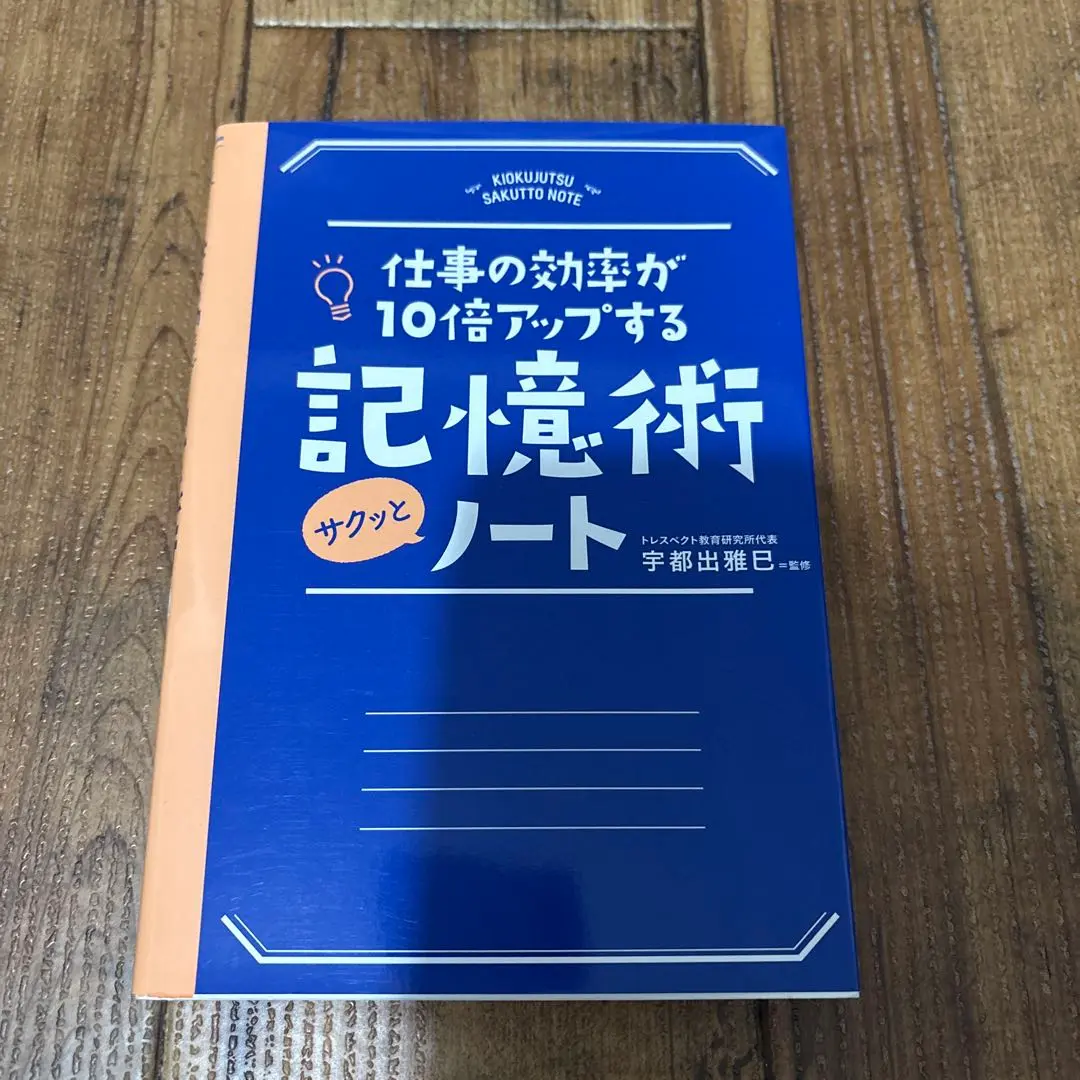 KIOKUJUTSU
SAKUTTO NOTE
仕事の効率が
10倍アップする
記憶術
サクッと
ノート
トレスペクト教育研究所代表
宇都出雅巳=監修